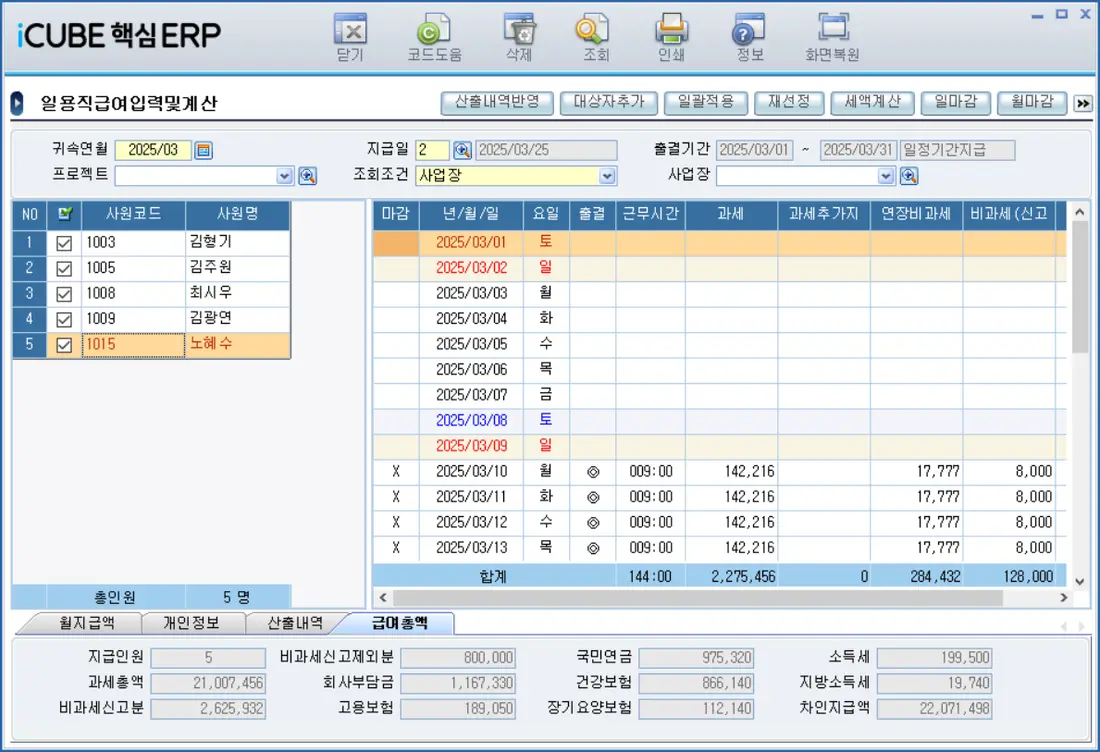 iCUBE 핵심 ERP
닫기 코드도움 삭제 조회 인쇄 정보 화면복원
일용직급여입력및계산
산출내역반영 대상자추가 일괄적용 재선정 세액계산 일마감 월마감
귀속연월 2025/03 지급일 2 2025/03/25 출결기간 2025/03/01 ~ 2025/03/31 일정기간지급
프로젝트 조회조건 사업장 사업장
NO 사원코드 사원명
1 1003 김형기
2 1005 김주원
3 1008 최시우
4 1009 김광연
5 1015 노혜수
총인원 5 명
마감 년/월/일 요일 출결 근무시간 과세 과세추가지 연장비과세 비과세(신고
2025/03/01 토
2025/03/02 일
2025/03/03 월
2025/03/04 화
2025/03/05 수
2025/03/06 목
2025/03/07 금
2025/03/08 토
2025/03/09 일
X 2025/03/10 월 ◎ 009:00 142,216 17,777 8,000
X 2025/03/11 화 ◎ 009:00 142,216 17,777 8,000
X 2025/03/12 수 ◎ 009:00 142,216 17,777 8,000
X 2025/03/13 목 ◎ 009:00 142,216 17,777 8,000
합계 144:00 2,275,456 0 284,432 128,000
월지급액 개인정보 산출내역 급여총액
지급인원 5 비과세신고제외분 800,000 국민연금 975,320 소득세 199,500
과세총액 21,007,456 회사부담금 1,167,330 건강보험 866,140 지방소득세 19,740
비과세신고분 2,625,932 고용보험 189,050 장기요양보험 112,140 차인지급액 22,071,498